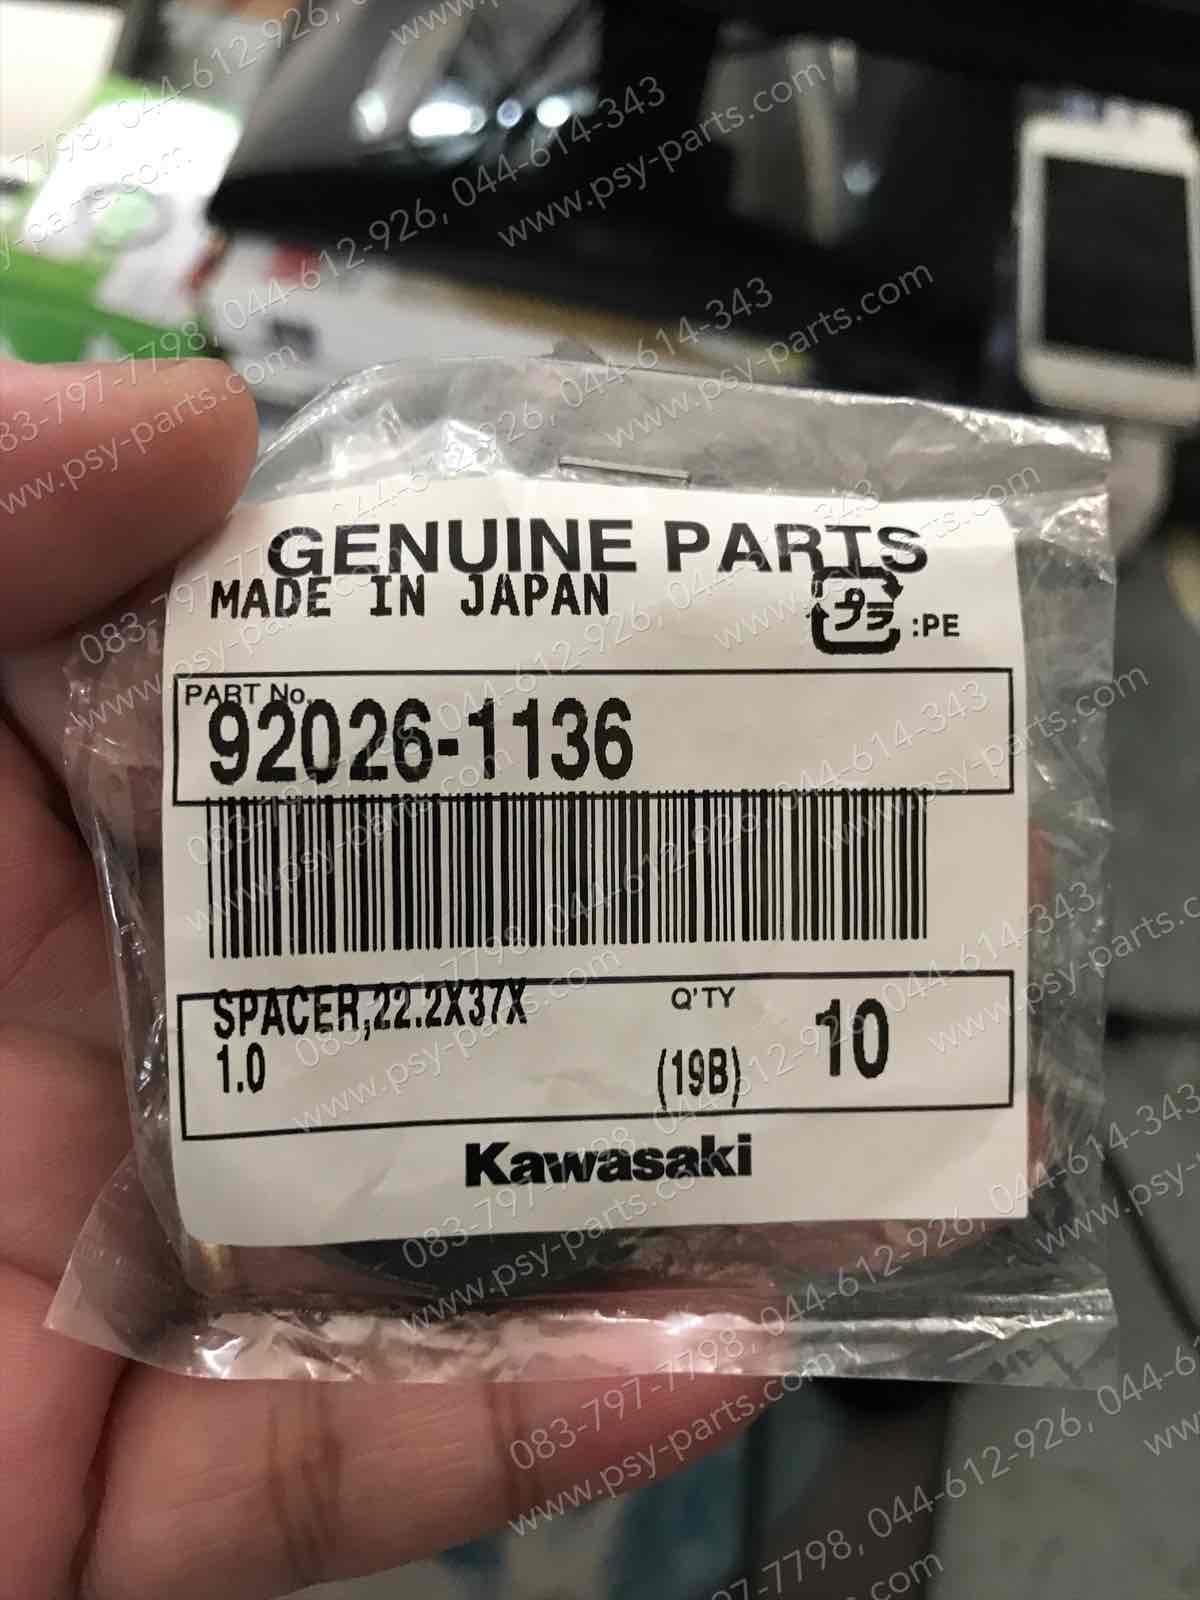 GENUINE PARTS
MADE IN JAPAN
プラ :PE
PART No.
92026-1136
SPACER,22.2X37X
1.0
Q'TY
(19B)
10
Kawasaki
083-797-7798, 044-612-926, 044-614-343
www.psy-parts.com